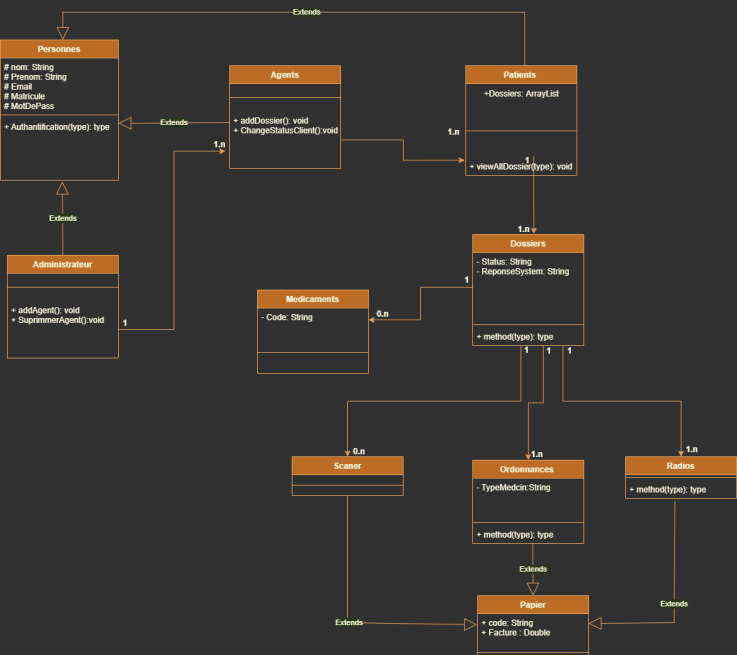 Extends
Personnes
# nom: String
# Prenom: String
# Email
# Matricule
# MotDePass
+ Authantification(type): type
Extends
Agents
+ addDossier(): void
+ ChangeStatusClient():void
1.n
Patients
+Dossiers: ArrayList
1.n
1
+ viewAllDossier(type): void
Extends
Administrateur
+ addAgent(): void
+ SuprimmerAgent():void
1
1.n
Dossiers
- Status: String
- ReponseSystem: String
+ method(type): type
1
Medicaments
- Code: String
0.n
1
1
1
0.n
Scaner
1.n
Ordonnances
- TypeMedcin:String
+ method(type): type
1.n
Radios
+ method(type): type
Extends
Extends
Extends
Papier
+ code: String
+ Facture : Double